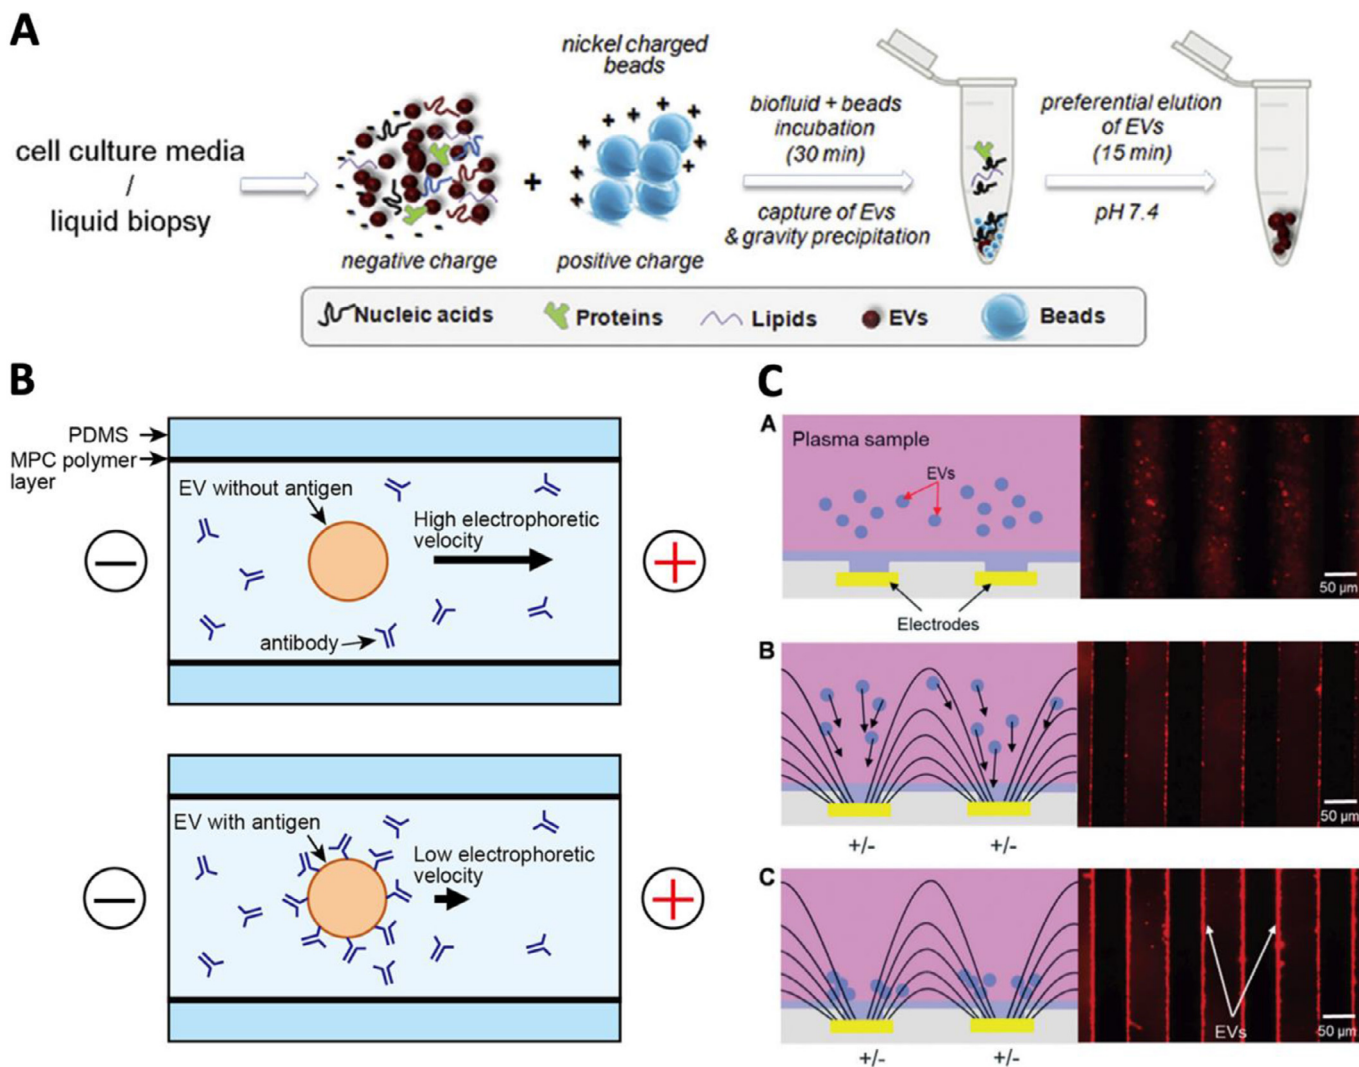 A
nickel charged
beads
cell culture media
/
liquid biopsy
+
biofluid + beads
incubation
(30 min)
capture of Evs
& gravity precipitation
preferential elution
of EVs
(15 min)
pH 7.4
negative charge
positive charge
Nucleic acids
Proteins
Lipids
EVs
Beads
B
PDMS
MPC polymer
layer
EV without antigen
High electrophoretic
velocity
antibody
−
+
EV with antigen
Low electrophoretic
velocity
−
+
C
A
Plasma sample
EVs
Electrodes
50 µm
B
+/-
+/-
50 µm
C
+/-
+/-
EVs
50 µm